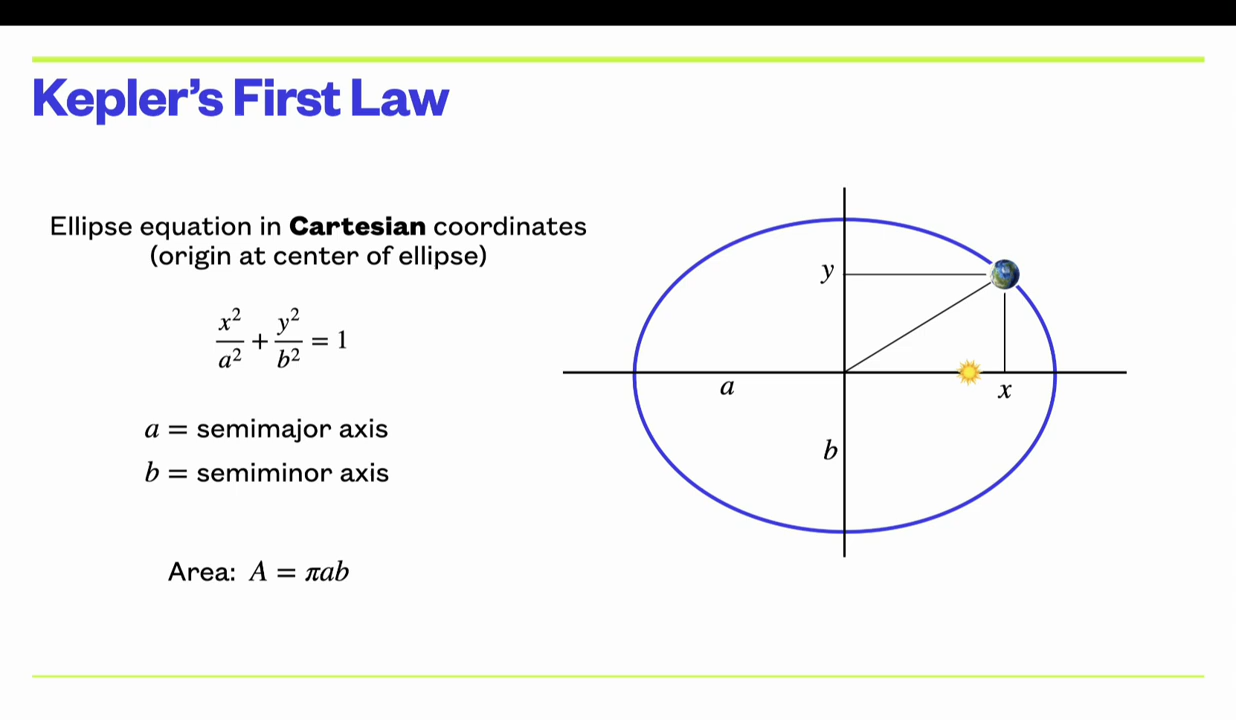 Kepler’s First Law
Ellipse equation in Cartesian coordinates
(origin at center of ellipse)
x²/a² + y²/b² = 1
a = semimajor axis
b = semiminor axis
Area: A = πab
y
a
x
b